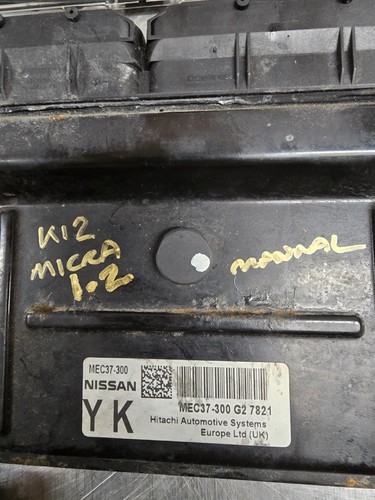 K12
MICRA
1.2
MANUAL
MEC37-300
NISSAN
YK
MEC37-300 G2 7821
Hitachi Automotive Systems
Europe Ltd (UK)